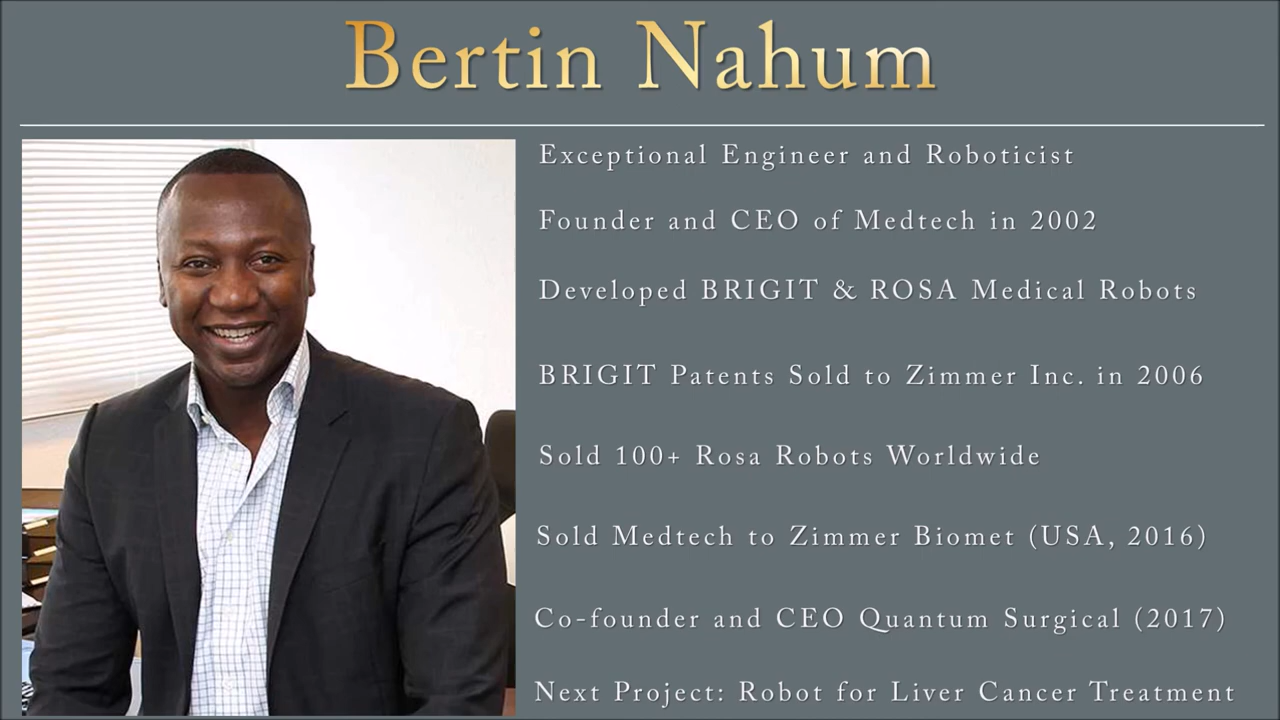 Bertin Nahum
Exceptional Engineer and Roboticist
Founder and CEO of Medtech in 2002
Developed BRIGIT & ROSA Medical Robots
BRIGIT Patents Sold to Zimmer Inc. in 2006
Sold 100+ Rosa Robots Worldwide
Sold Medtech to Zimmer Biomet (USA, 2016)
Co-founder and CEO Quantum Surgical (2017)
Next Project: Robot for Liver Cancer Treatment